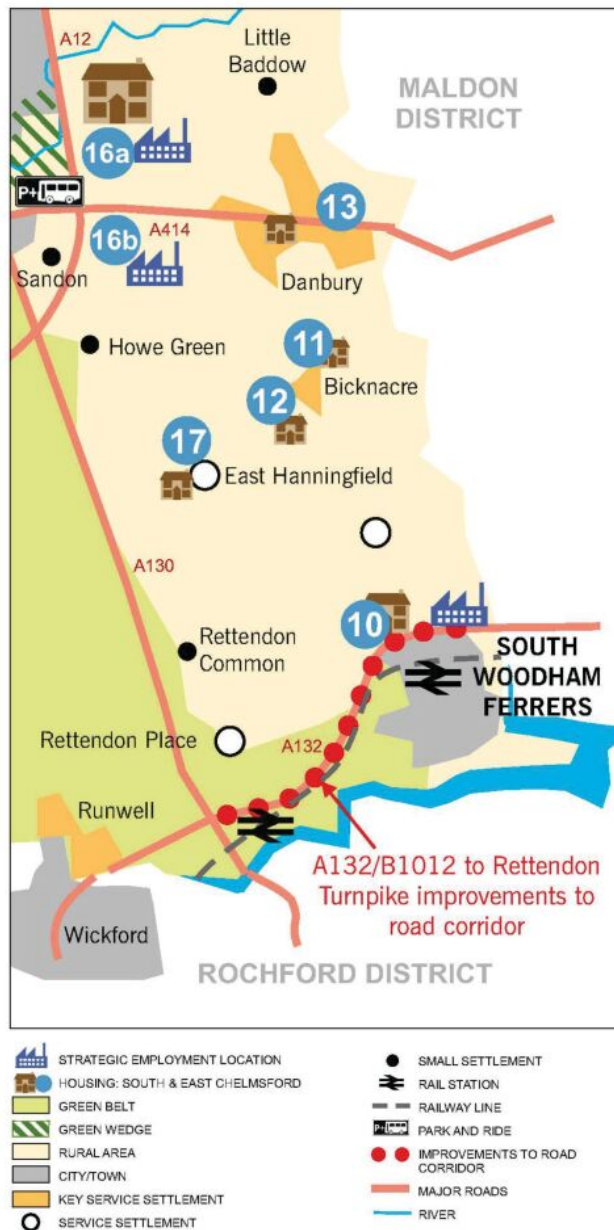 A12
Little
Baddow
MALDON
DISTRICT
16a
P+
13
16b
A414
Sandon
Danbury
Howe Green
11
Bicknacre
12
17
East Hanningfield
A130
10
Rettendon
Common
SOUTH
WOODHAM
FERRERS
Rettendon Place
A132
Runwell
A132/B1012 to Rettendon
Turnpike improvements to
road corridor
Wickford
ROCHFORD DISTRICT
STRATEGIC EMPLOYMENT LOCATION
HOUSING: SOUTH & EAST CHELMSFORD
GREEN BELT
GREEN WEDGE
RURAL AREA
CITY/TOWN
KEY SERVICE SETTLEMENT
SERVICE SETTLEMENT
SMALL SETTLEMENT
RAIL STATION
RAILWAY LINE
P+
PARK AND RIDE
IMPROVEMENTS TO ROAD
CORRIDOR
MAJOR ROADS
RIVER